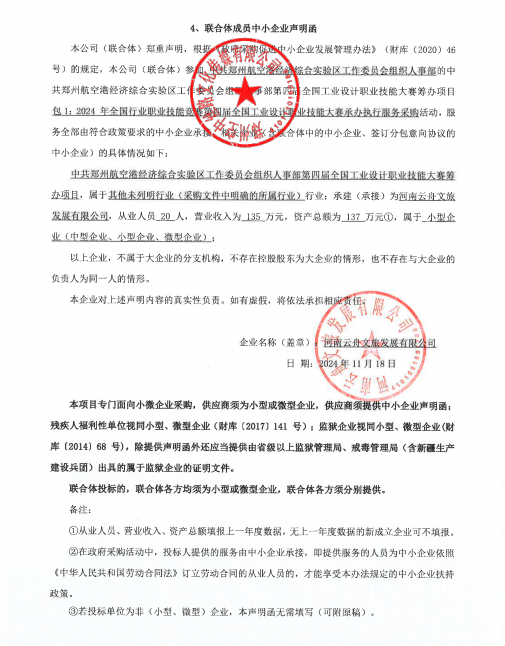 4、联合体成员中小企业声明函
本公司（联合体）郑重声明，根据《政府采购促进中小企业发展管理办法》（财库（2020）46
号）的规定，本公司（联合体）参加 中共郑州航空港经济综合实验区工作委员会组织人事部的中
共郑州航空港经济综合实验区工作委员会组织人事部第四届全国工业设计职业技能大赛筹办项目
包 1：2024 年全国行业职业技能竞赛第四届全国工业设计职业技能大赛承办执行服务采购活动，服
务全部由符合政策要求的中小企业承接。相关企业（含联合体中的中小企业、签订分包意向协议的
中小企业）的具体情况如下：
中共郑州航空港经济综合实验区工作委员会组织人事部第四届全国工业设计职业技能大赛筹
办项目，属于其他未列明行业（采购文件中明确的所属行业）行业；承建（承接）为河南云舟文旅
发展有限公司，从业人员 20 人，营业收入为 135 万元，资产总额为 137 万元①，属于 小型企
业（中型企业、小型企业、微型企业）；
以上企业，不属于大企业的分支机构，不存在控股股东为大企业的情形，也不存在与大企业的
负责人为同一人的情形。
本企业对上述声明内容的真实性负责。如有虚假，将依法承担相应责任。
企业名称（盖章）：河南云舟文旅发展有限公司
日 期：2024 年 11 月 18 日
本项目专门面向小微企业采购，供应商须为小型或微型企业，供应商须提供中小企业声明函；
残疾人福利性单位视同小型、微型企业（财库〔2017〕141 号）；监狱企业视同小型、微型企业(财
库〔2014〕68 号)，除提供声明函外还应当提供由省级以上监狱管理局、戒毒管理局（含新疆生产
建设兵团）出具的属于监狱企业的证明文件。
联合体投标的，联合体各方均须为小型或微型企业，联合体各方须分别提供。
备注：
①从业人员、营业收入、资产总额填报上一年度数据，无上一年度数据的新成立企业可不填报。
②在政府采购活动中，投标人提供的服务由中小企业承接，即提供服务的人员为中小企业依照
《中华人民共和国劳动合同法》订立劳动合同的从业人员的，才能享受本办法规定的中小企业扶持
政策。
③若投标单位为非（小型、微型）企业，本声明函无需填写（可附原稿）。